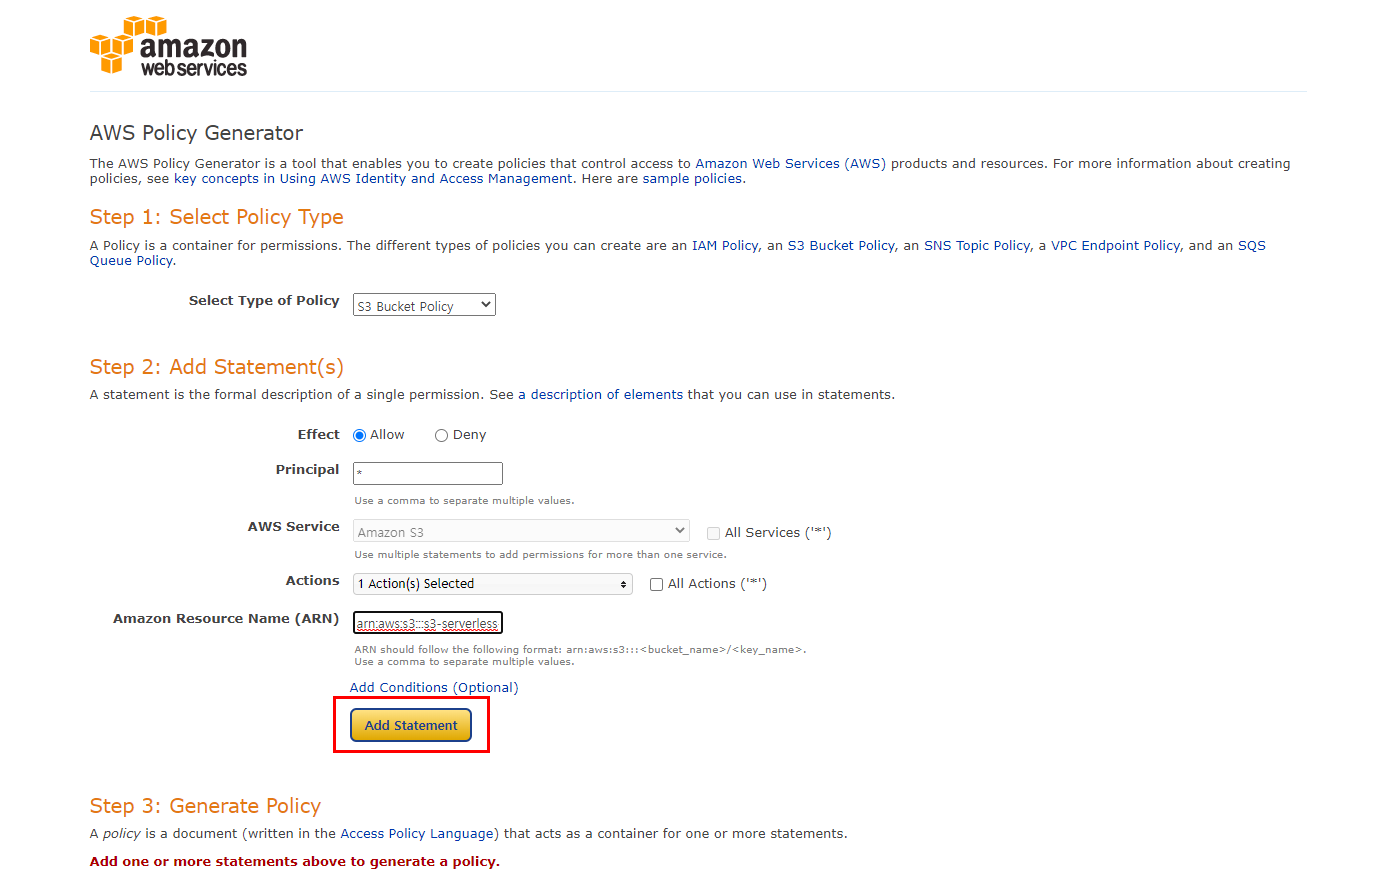 amazon
web services
AWS Policy Generator
The AWS Policy Generator is a tool that enables you to create policies that control access to Amazon Web Services (AWS) products and resources. For more information about creating
policies, see key concepts in Using AWS Identity and Access Management. Here are sample policies.
Step 1: Select Policy Type
A Policy is a container for permissions. The different types of policies you can create are an IAM Policy, an S3 Bucket Policy, an SNS Topic Policy, a VPC Endpoint Policy, and an SQS
Queue Policy.
Select Type of Policy S3 Bucket Policy
Step 2: Add Statement(s)
A statement is the formal description of a single permission. See a description of elements that you can use in statements.
Effect Allow Deny
Principal *
Use a comma to separate multiple values.
AWS Service Amazon S3 All Services ('*')
Use multiple statements to add permissions for more than one service.
Actions 1 Action(s) Selected All Actions ('*')
Amazon Resource Name (ARN) arn:aws:s3:::s3-serverless
ARN should follow the following format: arn:aws:s3:::<bucket_name>/<key_name>.
Use a comma to separate multiple values.
Add Conditions (Optional)
Add Statement
Step 3: Generate Policy
A policy is a document (written in the Access Policy Language) that acts as a container for one or more statements.
Add one or more statements above to generate a policy.